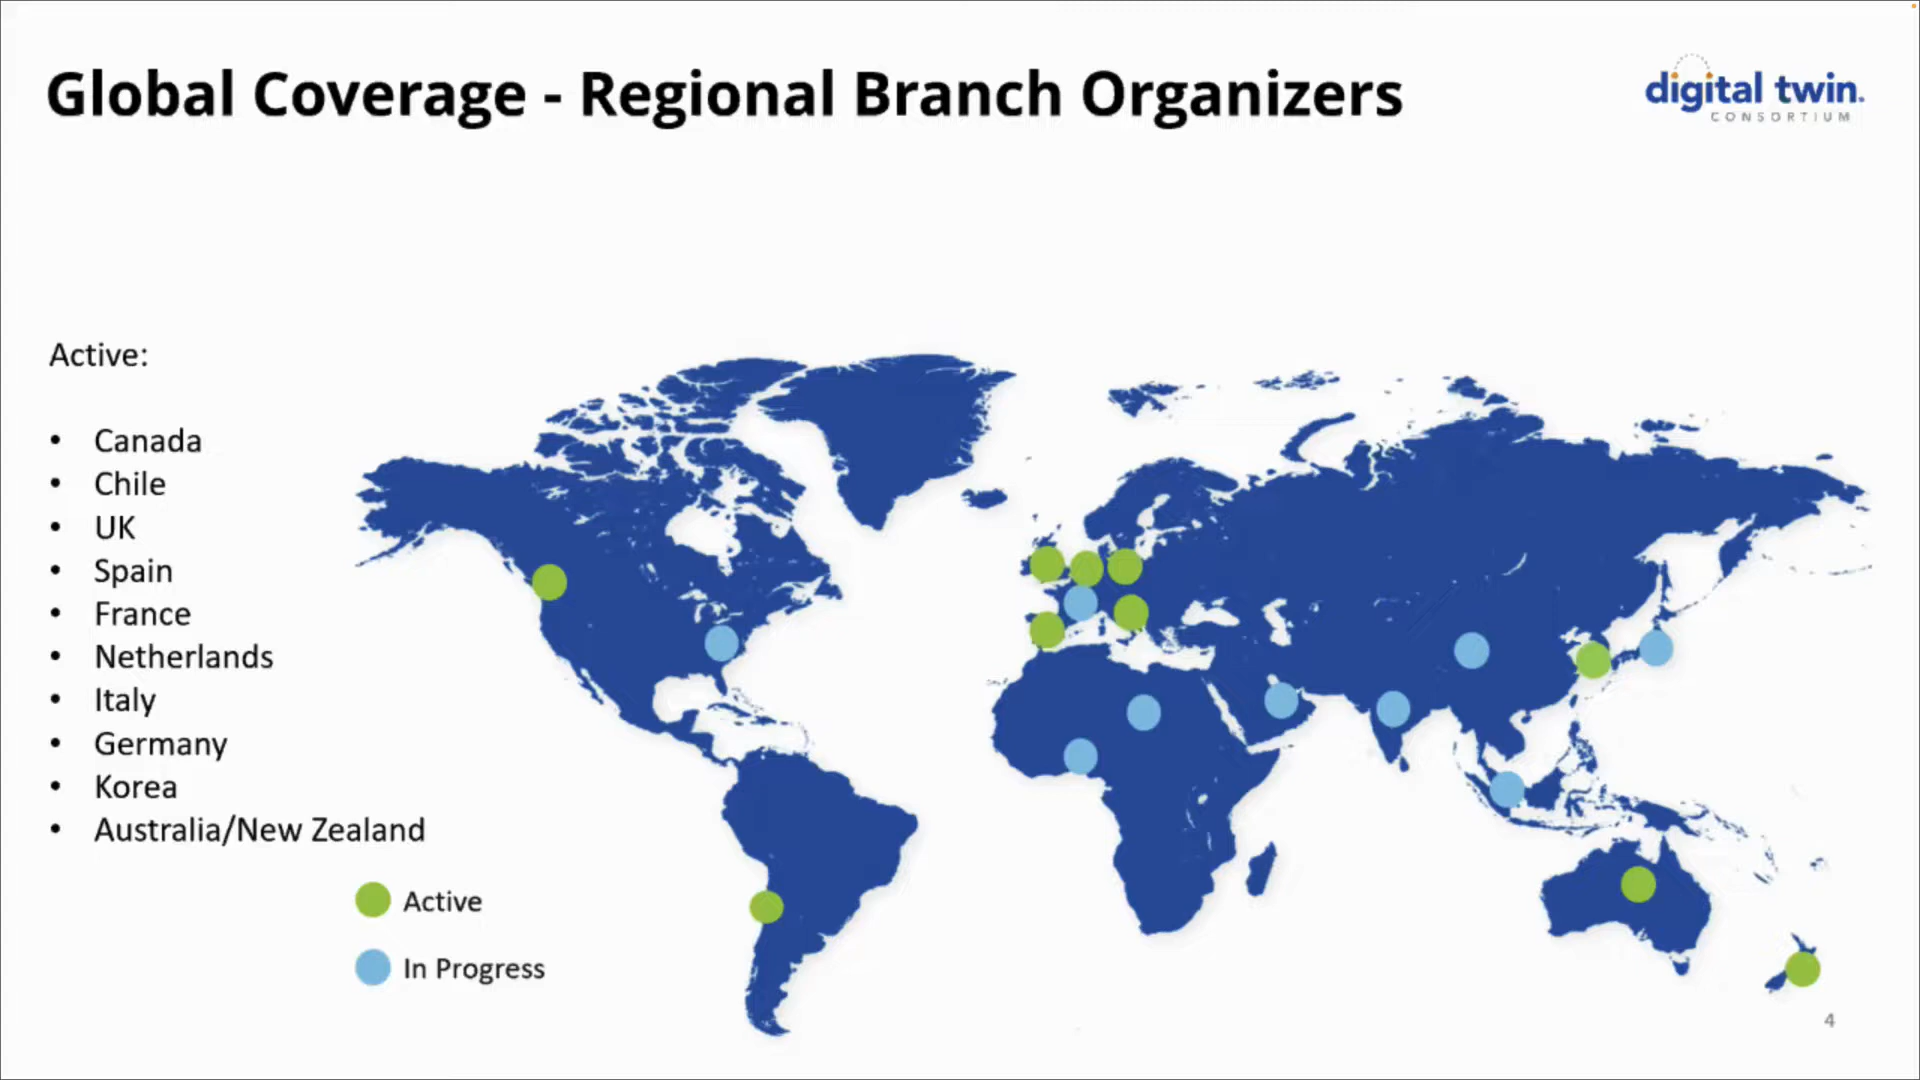 Global Coverage - Regional Branch Organizers
digital twin.
CONSORTIUM
Active:
• Canada
• Chile
• UK
• Spain
• France
• Netherlands
• Italy
• Germany
• Korea
• Australia/New Zealand
Active
In Progress
4